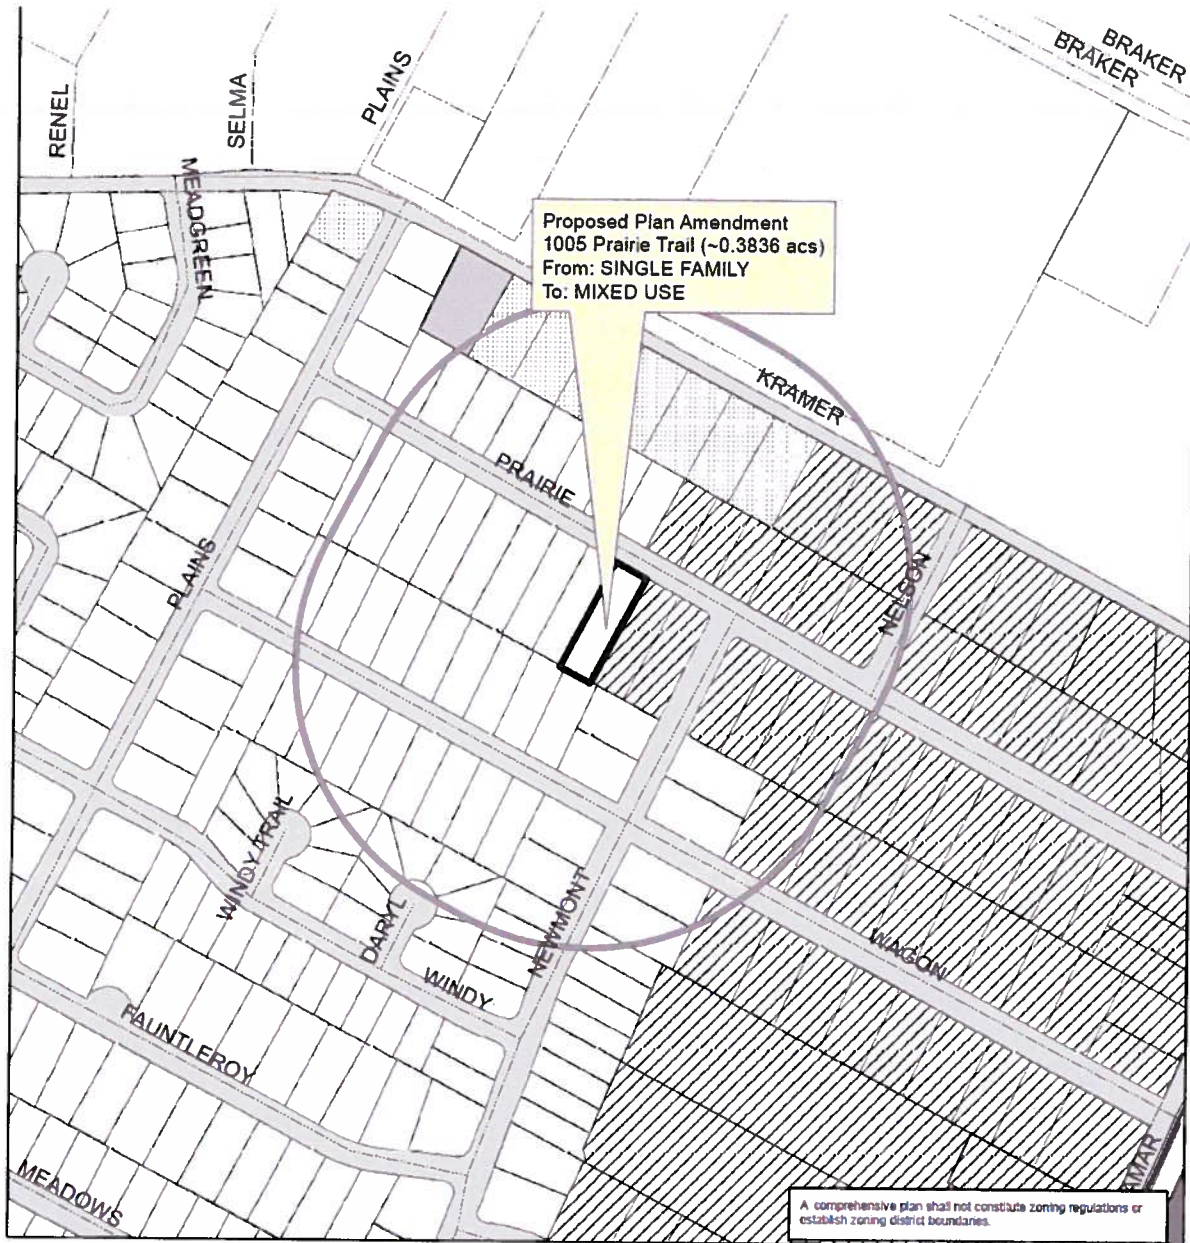 BRAKER
BRAKER
PLAINS
SELMA
RENEL
MEADGREEN
Proposed Plan Amendment
1005 Prairie Trail (~0.3836 acs)
From: SINGLE FAMILY
To: MIXED USE
KRAMER
PRAIRIE
PLAINS
NELSON
WINDY TRAIL
DARYL
NEWMONT
WINDY
WAGON
FAUNTLEROY
MEADOWS
AMAR
A comprehensive plan shall not constitute zoning regulations or
establish zoning district boundaries.